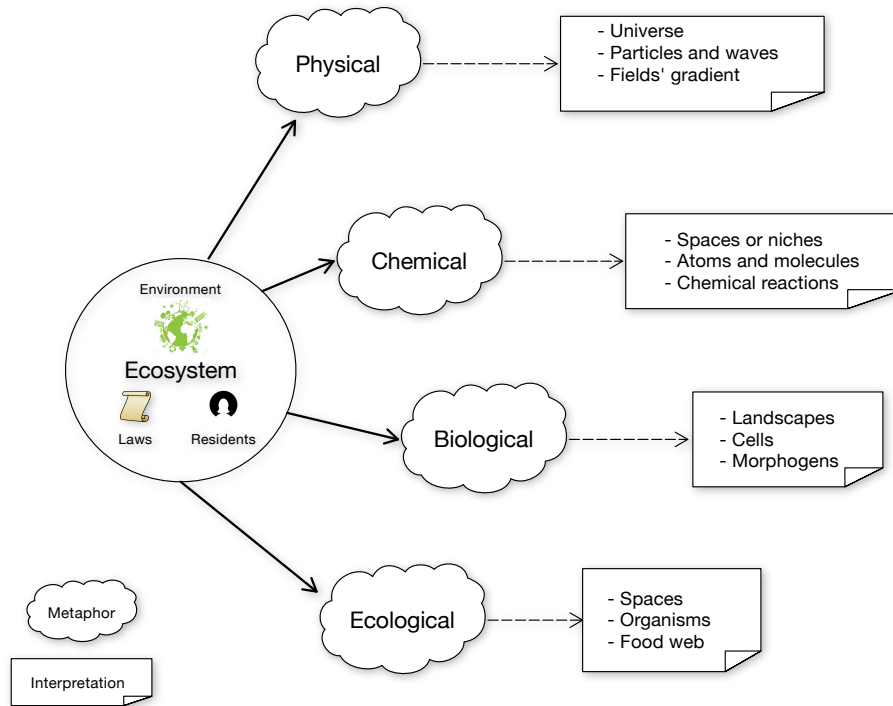 Physical
- Universe
- Particles and waves
- Fields' gradient
Chemical
- Spaces or niches
- Atoms and molecules
- Chemical reactions
Environment
Ecosystem
Laws
Residents
Biological
- Landscapes
- Cells
- Morphogens
Ecological
- Spaces
- Organisms
- Food web
Metaphor
Interpretation